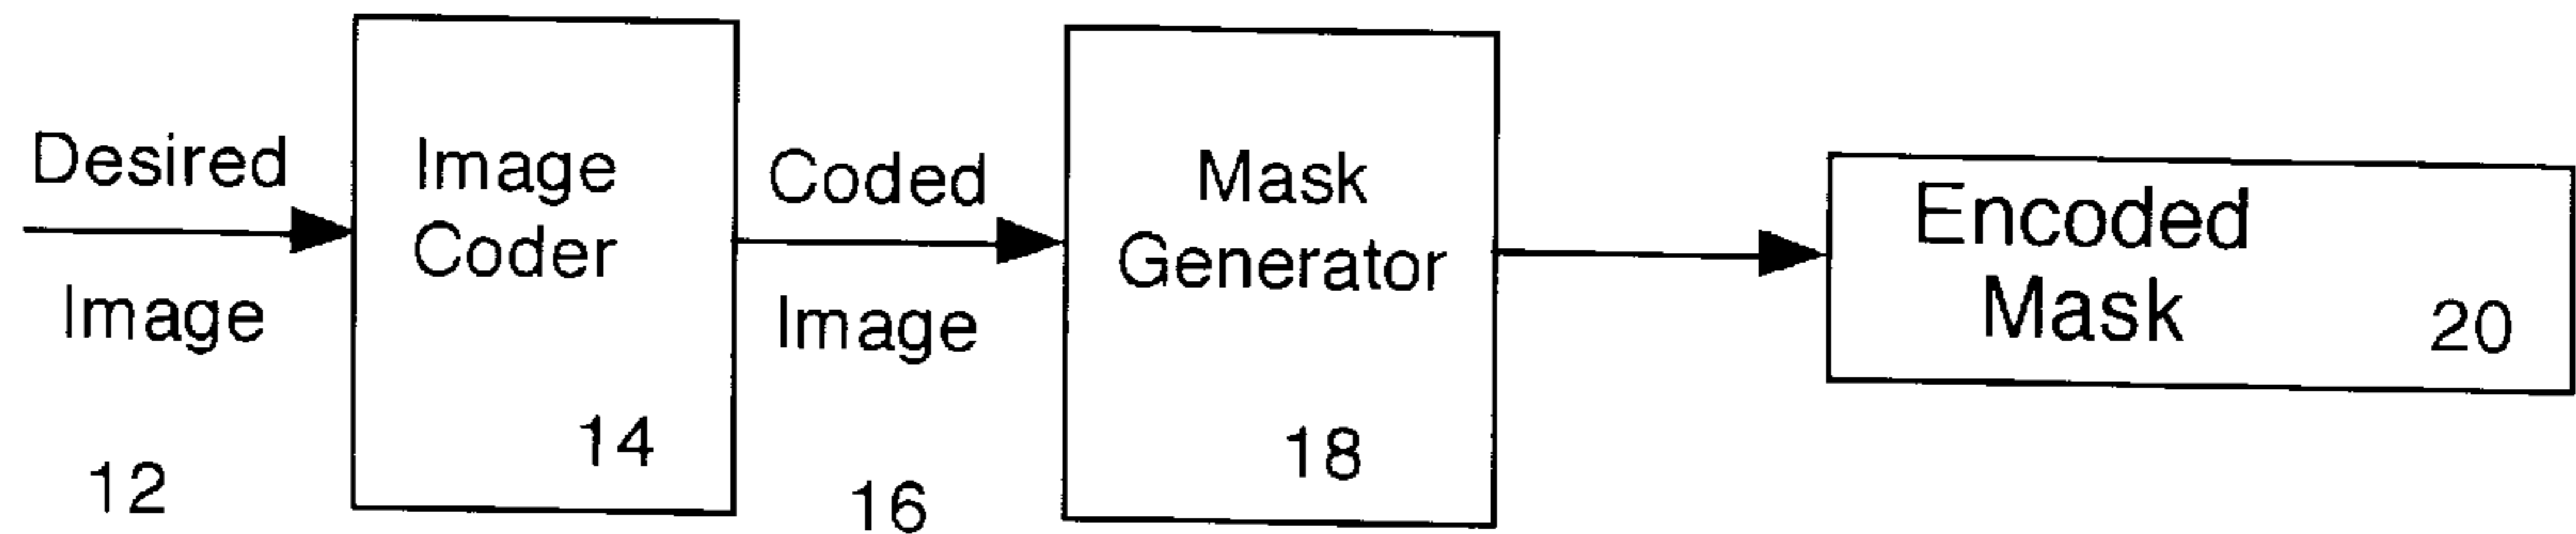 Desired
Image
12
Image
Coder
14
Coded
Image
16
Mask
Generator
18
Encoded
Mask
20